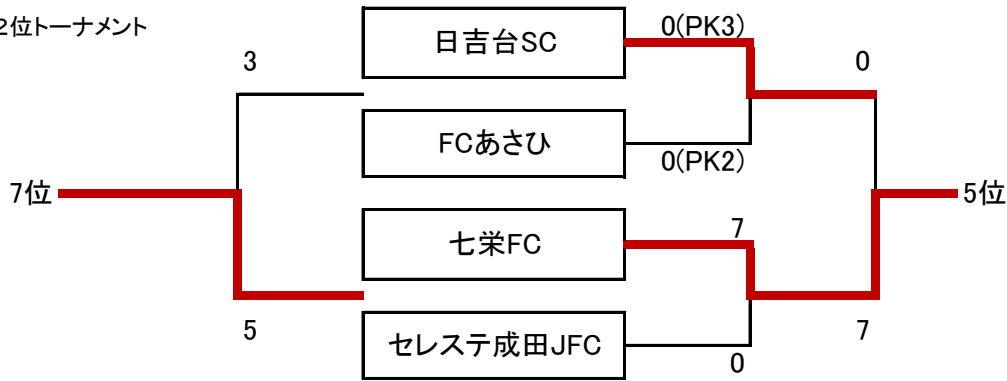 2位トーナメント
日吉台SC
0(PK3)
3
0
FCあさひ
0(PK2)
7位
5位
七栄FC
7
5
7
セレステ成田JFC
0